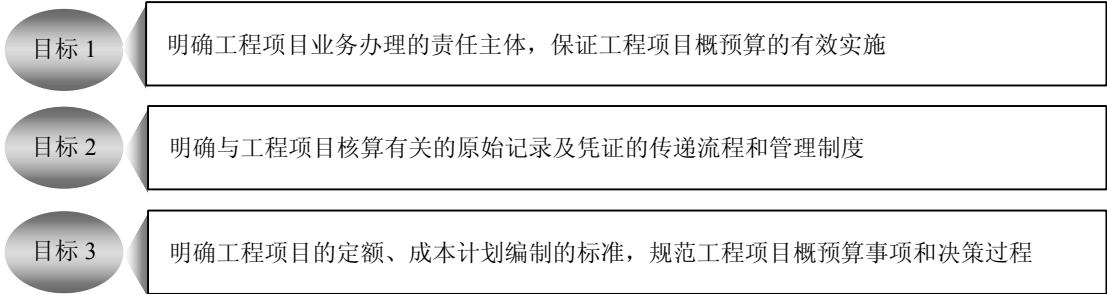 目标 1
明确工程项目业务办理的责任主体，保证工程项目概预算的有效实施
目标 2
明确与工程项目核算有关的原始记录及凭证的传递流程和管理制度
目标 3
明确工程项目的定额、成本计划编制的标准，规范工程项目概预算事项和决策过程